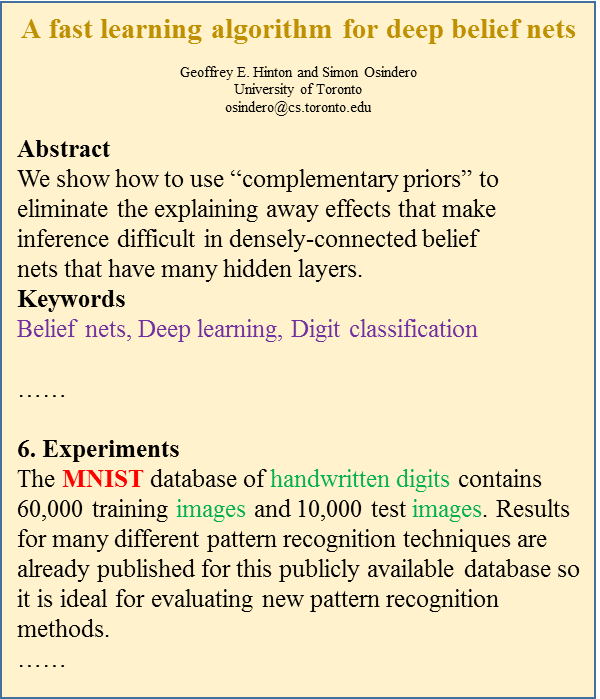 A fast learning algorithm for deep belief nets
Geoffrey E. Hinton and Simon Osindero
University of Toronto
osindero@cs.toronto.edu
Abstract
We show how to use “complementary priors” to
eliminate the explaining away effects that make
inference difficult in densely-connected belief
nets that have many hidden layers.
Keywords
Belief nets, Deep learning, Digit classification
……
6. Experiments
The MNIST database of handwritten digits contains
60,000 training images and 10,000 test images. Results
for many different pattern recognition techniques are
already published for this publicly available database so
it is ideal for evaluating new pattern recognition
methods.
……